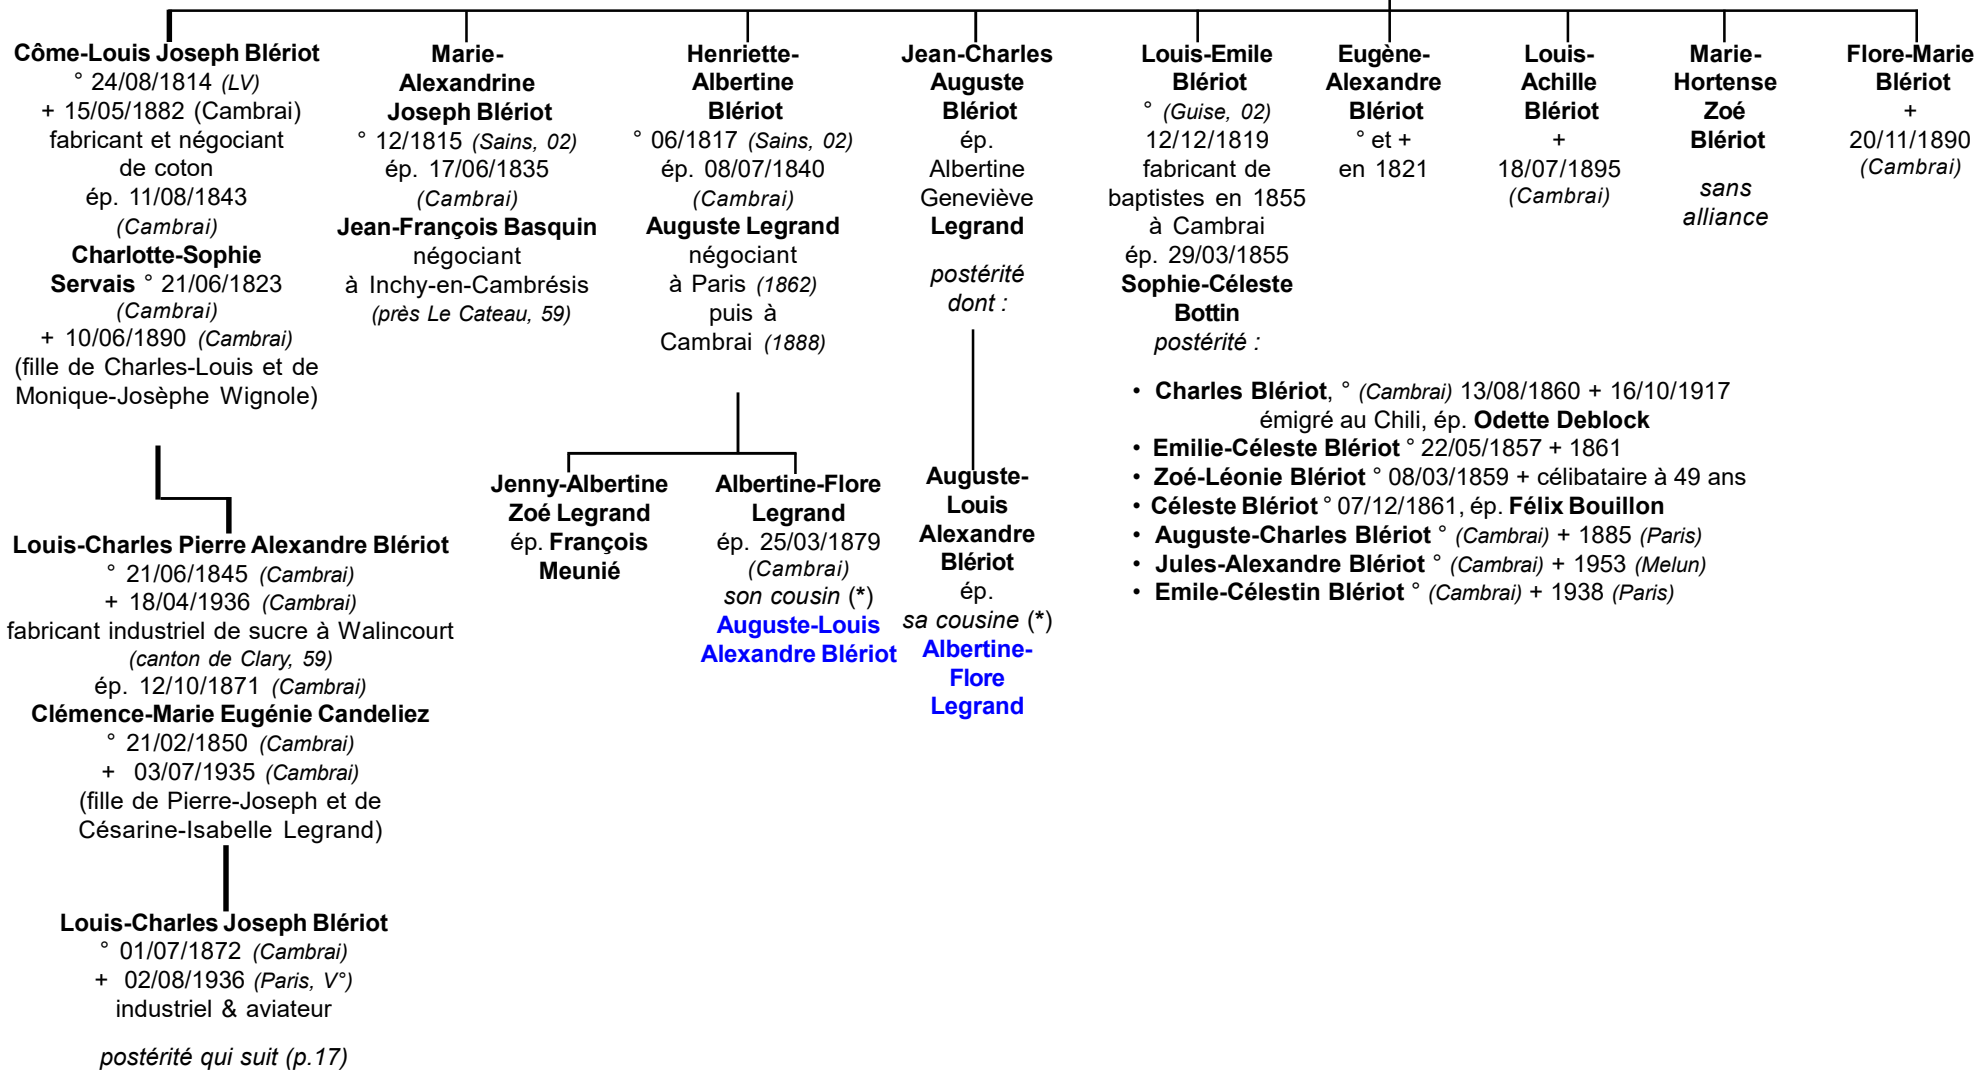 Côme-Louis Joseph Blériot
° 24/08/1814 (LV)
+ 15/05/1882 (Cambrai)
fabricant et négociant
de coton
ép. 11/08/1843
(Cambrai)
Charlotte-Sophie
Servais ° 21/06/1823
(Cambrai)
+ 10/06/1890 (Cambrai)
(fille de Charles-Louis et de
Monique-Josèphe Wignole)
Marie-
Alexandrine
Joseph Blériot
° 12/1815 (Sains, 02)
ép. 17/06/1835
(Cambrai)
Jean-François Basquin
négociant
à Inchy-en-Cambrésis
(près Le Cateau, 59)
Henriette-
Albertine
Blériot
° 06/1817 (Sains, 02)
ép. 08/07/1840
(Cambrai)
Auguste Legrand
négociant
à Paris (1862)
puis à
Cambrai (1888)
Jean-Charles
Auguste
Blériot
ép.
Albertine
Geneviève
Legrand
postérité
dont :
Louis-Emile
Blériot
° (Guise, 02)
12/12/1819
fabricant de
baptistes en 1855
à Cambrai
ép. 29/03/1855
Sophie-Céleste
Bottin
postérité :
Eugène-
Alexandre
Blériot
° et +
en 1821
Louis-
Achille
Blériot
+
18/07/1895
(Cambrai)
Marie-
Hortense
Zoé
Blériot
sans
alliance
Flore-Marie
Blériot
+
20/11/1890
(Cambrai)
• Charles Blériot, ° (Cambrai) 13/08/1860 + 16/10/1917
émigré au Chili, ép. Odette Deblock
• Emilie-Céleste Blériot ° 22/05/1857 + 1861
• Zoé-Léonie Blériot ° 08/03/1859 + célibataire à 49 ans
• Céleste Blériot ° 07/12/1861, ép. Félix Bouillon
• Auguste-Charles Blériot ° (Cambrai) + 1885 (Paris)
• Jules-Alexandre Blériot ° (Cambrai) + 1953 (Melun)
• Emile-Célestin Blériot ° (Cambrai) + 1938 (Paris)
Jenny-Albertine
Zoé Legrand
ép. François
Meunié
Albertine-Flore
Legrand
ép. 25/03/1879
(Cambrai)
son cousin (*)
Auguste-Louis
Alexandre Blériot
Auguste-
Louis
Alexandre
Blériot
ép.
sa cousine (*)
Albertine-
Flore
Legrand
Louis-Charles Pierre Alexandre Blériot
° 21/06/1845 (Cambrai)
+ 18/04/1936 (Cambrai)
fabricant industriel de sucre à Walincourt
(canton de Clary, 59)
ép. 12/10/1871 (Cambrai)
Clémence-Marie Eugénie Candeliez
° 21/02/1850 (Cambrai)
+ 03/07/1935 (Cambrai)
(fille de Pierre-Joseph et de
Césarine-Isabelle Legrand)
Louis-Charles Joseph Blériot
° 01/07/1872 (Cambrai)
+ 02/08/1936 (Paris, V°)
industriel & aviateur
postérité qui suit (p.17)